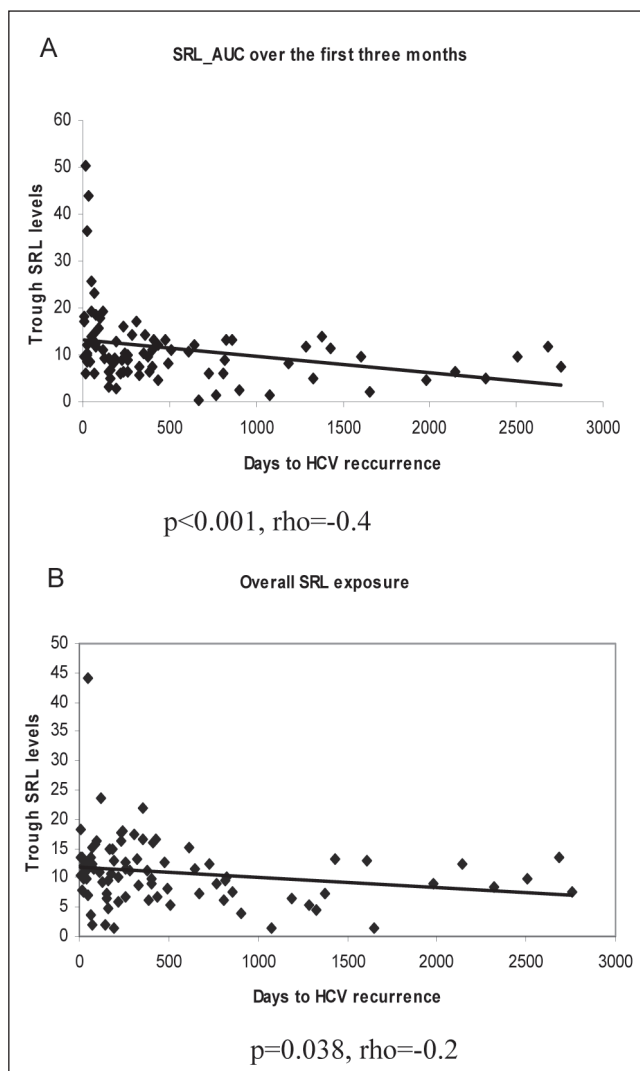 A
SRL_AUC over the first three months
Trough SRL levels
60
50
40
30
20
10
0
0 500 1000 1500 2000 2500 3000
Days to HCV reccurrence
p<0.001, rho=-0.4
B
Overall SRL exposure
Trough SRL levels
50
45
40
35
30
25
20
15
10
5
0
0 500 1000 1500 2000 2500 3000
Days to HCV recurrence
p=0.038, rho=-0.2